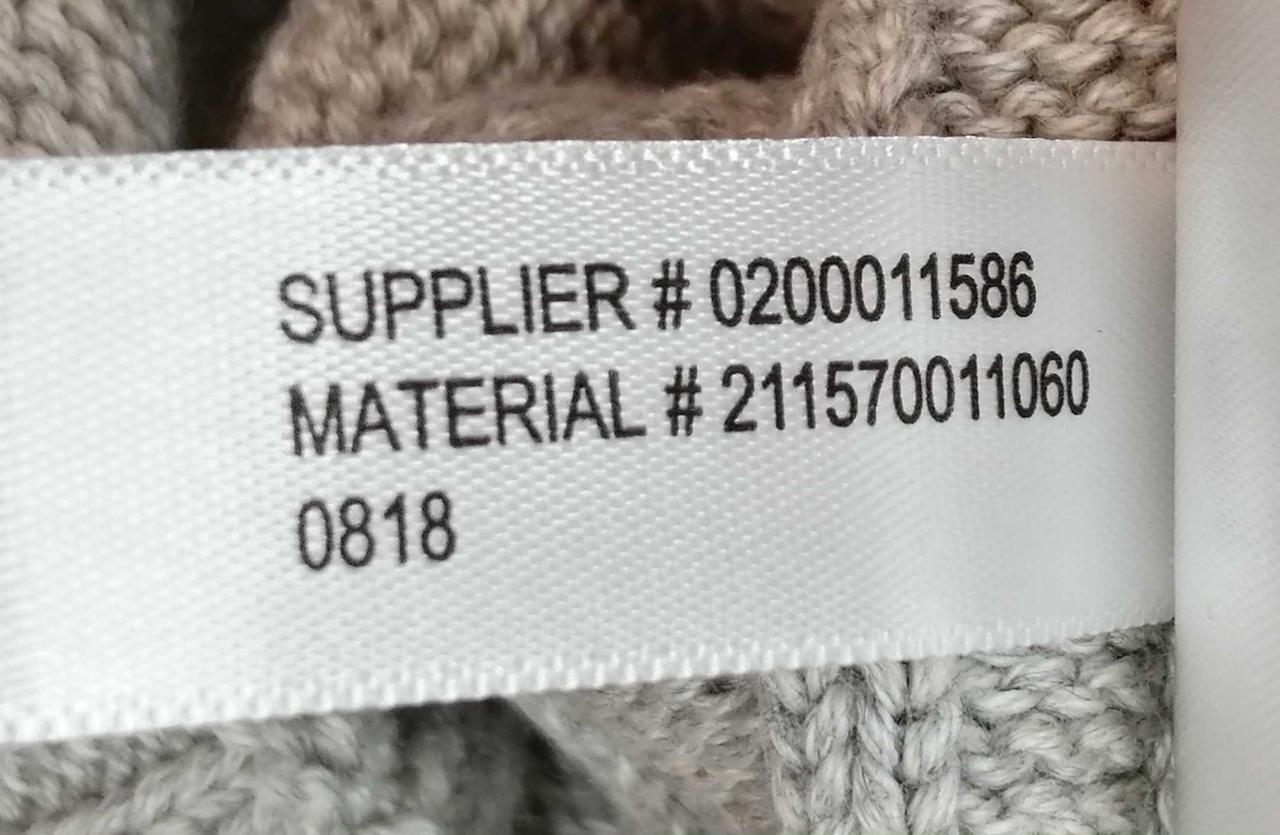 SUPPLIER # 0200011586
MATERIAL # 211570011060
0818